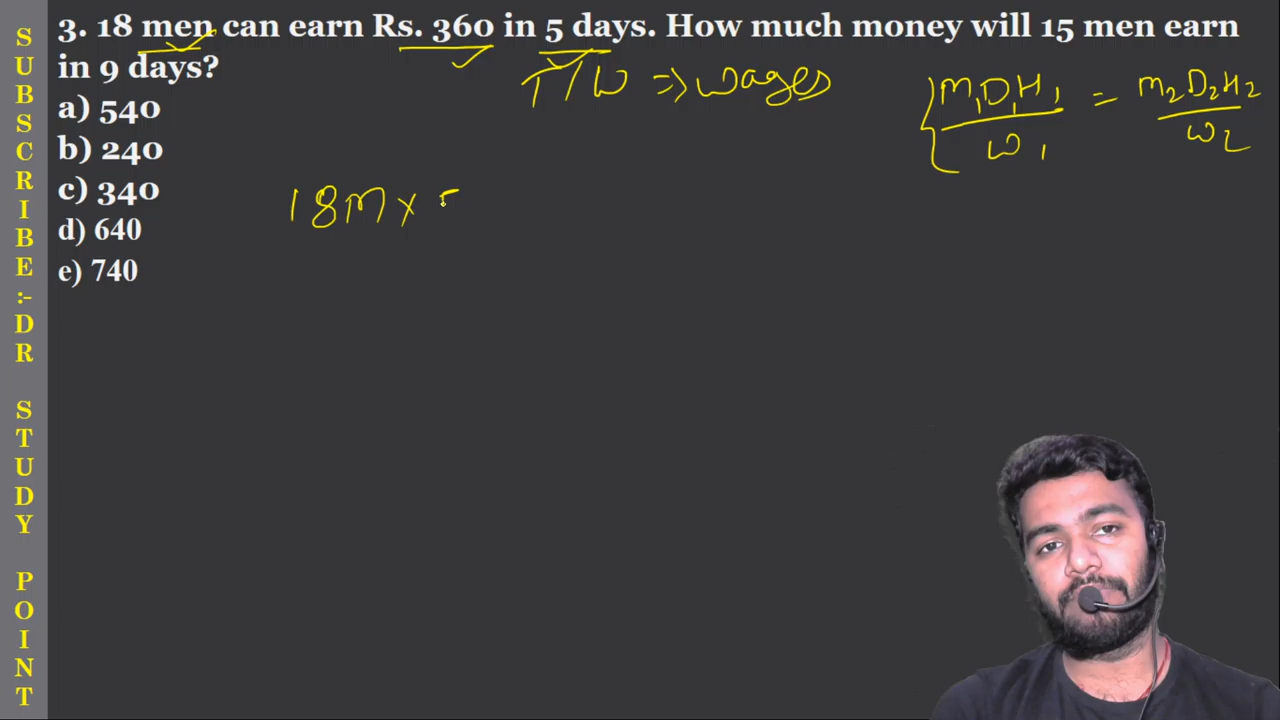 3. 18 men can earn Rs. 360 in 5 days. How much money will 15 men earn
in 9 days?
a) 540
b) 240
c) 340
d) 640
e) 740
T/W => wages
M₁D₁H₁ / W₁ = M₂D₂H₂ / W₂
18M x 5
SUBSCRIBE :- DR STUDY POINT